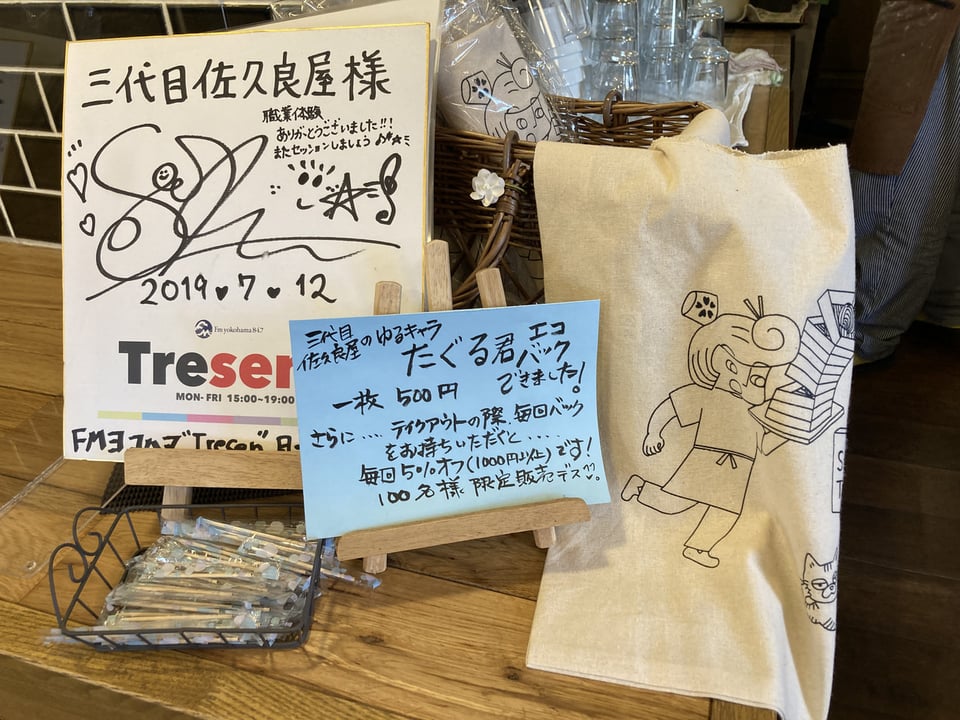 三代目佐久良屋様
職業体験
ありがとうございました!!!
またセッションしましょう♪★
2019♥7♥12
Fm yokohama 84.7
Treser
MON-FRI 15:00~19:00
FMヨコハマ"Tresen"
三代目
佐久良屋のゆるキャラ
たぐる君 エコ
バック
できました!
一枚 500円
さらに‥‥テイクアウトの際、毎回バック
をお持ちいただくと‥‥
毎回5%オフ(1000円以上)です!
100名様 限定販売デス♡。